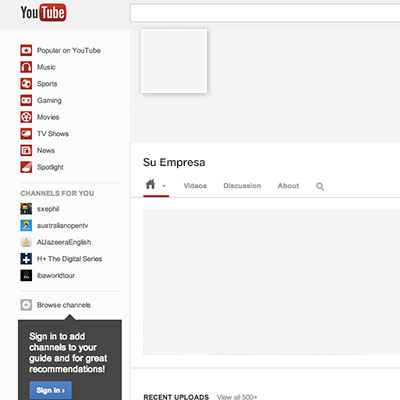 YouTube
Popular on YouTube
Music
Sports
Gaming
Movies
TV Shows
News
Spotlight
CHANNELS FOR YOU
sxephil
australianopentv
AlJazeeraEnglish
H+ The Digital Series
ibaworldtour
Browse channels
Sign in to add
channels to your
guide and for great
recommendations!
Sign in ›
Su Empresa
Videos Discussion About
RECENT UPLOADS View all 500+